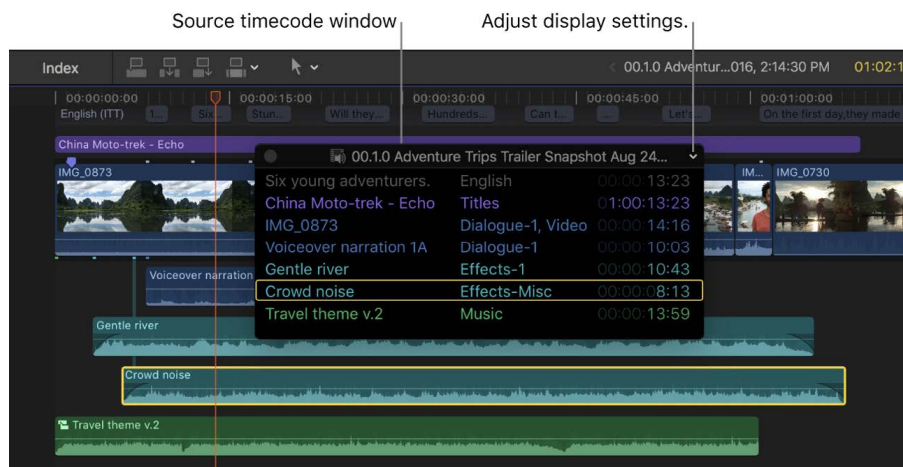 Source timecode window
Adjust display settings.
Index
00.1.0 Adventur...016, 2:14:30 PM
01:02:1
00:00:00:00
00:00:15:00
00:00:30:00
00:00:45:00
00:01:00:00
English (ITT)
1...
Six...
Stun...
Will they...
Hundreds...
Can t...
...
Let's...
On the first day,they made
China Moto-trek - Echo
IMG_0873
IM...
IMG_0730
00.1.0 Adventure Trips Trailer Snapshot Aug 24...
Six young adventurers. English 00:00:13:23
China Moto-trek - Echo Titles 01:00:13:23
IMG_0873 Dialogue-1, Video 00:00:14:16
Voiceover narration 1A Dialogue-1 00:00:10:03
Gentle river Effects-1 00:00:10:43
Crowd noise Effects-Misc 00:00:08:13
Travel theme v.2 Music 00:00:13:59
Voiceover narration
Gentle river
Crowd noise
Travel theme v.2